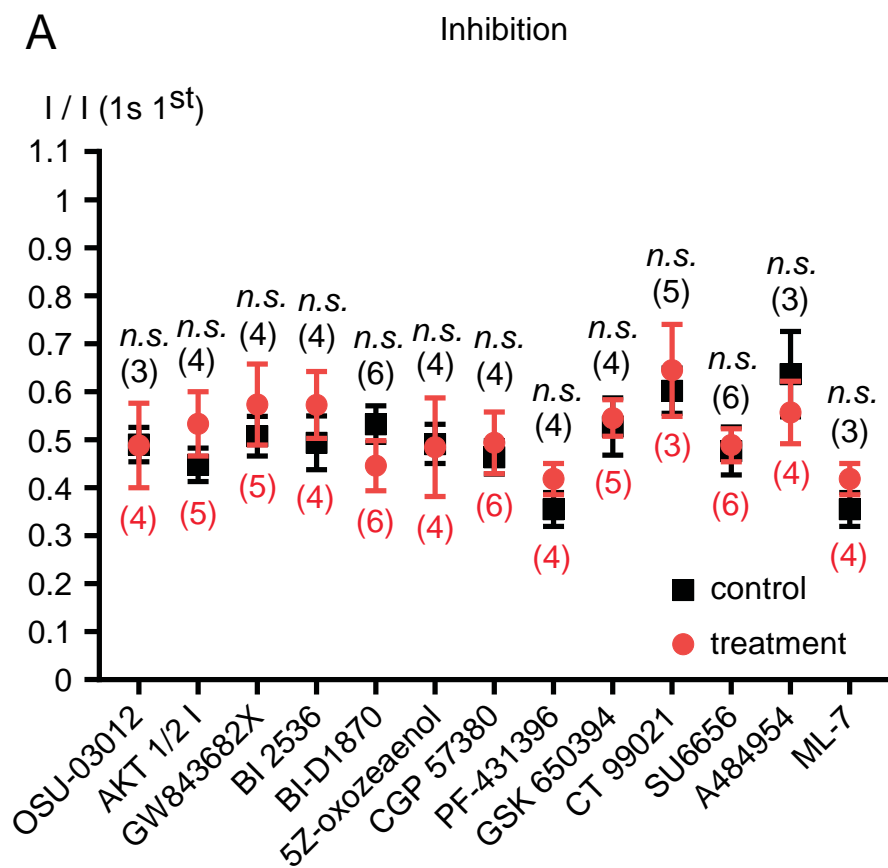 A
Inhibition
I / I (1s 1st)
1.1
1
0.9
0.8
0.7
0.6
0.5
0.4
0.3
0.2
0.1
0
n.s. n.s. n.s. n.s. n.s. n.s. n.s. n.s. n.s. n.s. n.s. n.s. n.s.
(3) (4) (4) (4) (6) (4) (4) (4) (4) (5) (6) (3) (3)
(4) (5) (5) (4) (6) (4) (6) (4) (5) (3) (6) (4) (4)
control
treatment
OSU-03012
AKT 1/2 I
GW843682X
BI 2536
BI-D1870
5Z-oxozeaenol
CGP 57380
PF-431396
GSK 650394
CT 99021
SU6656
A484954
ML-7